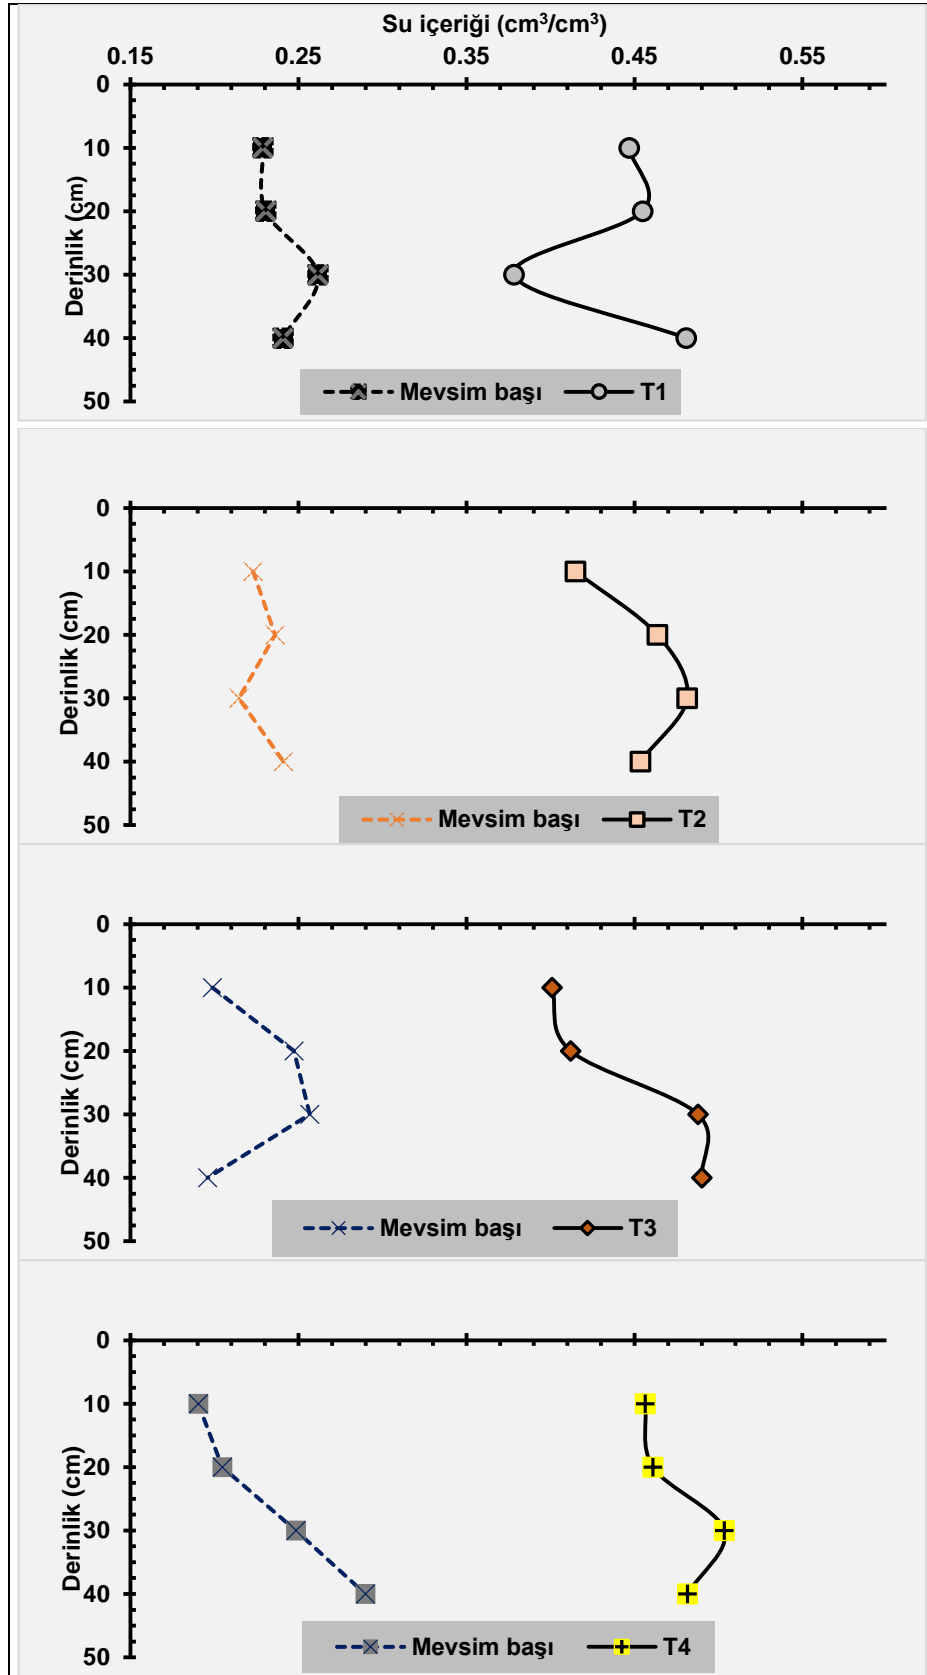 Su içeriği (cm³/cm³)
0.15 0.25 0.35 0.45 0.55
0
10
20
30
40
50
Derinlik (cm)
Mevsim başı T1
0
10
20
30
40
50
Derinlik (cm)
Mevsim başı T2
0
10
20
30
40
50
Derinlik (cm)
Mevsim başı T3
0
10
20
30
40
50
Derinlik (cm)
Mevsim başı T4